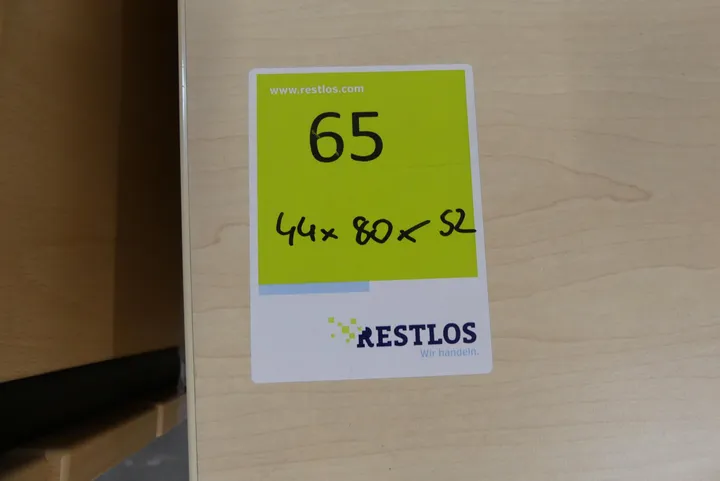 www.restlos.com
65
44x 80x 52
RESTLOS
Wir handeln.